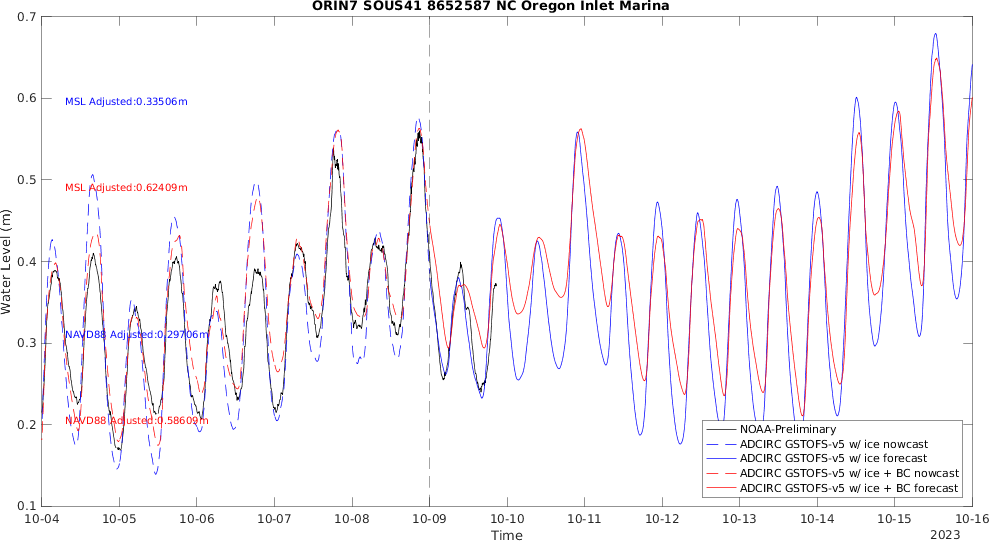 ORIN7 SOUS41 8652587 NC Oregon Inlet Marina
0.7
0.6
0.5
0.4
0.3
0.2
0.1
Water Level (m)
MSL Adjusted:0.33506m
MSL Adjusted:0.62409m
NAVD88 Adjusted:0.29706m
NAVD88 Adjusted:0.58609m
NOAA-Preliminary
ADCIRC GSTOFS-v5 w/ ice nowcast
ADCIRC GSTOFS-v5 w/ ice forecast
ADCIRC GSTOFS-v5 w/ ice + BC nowcast
ADCIRC GSTOFS-v5 w/ ice + BC forecast
10-04 10-05 10-06 10-07 10-08 10-09 10-10 10-11 10-12 10-13 10-14 10-15 10-16
Time
2023